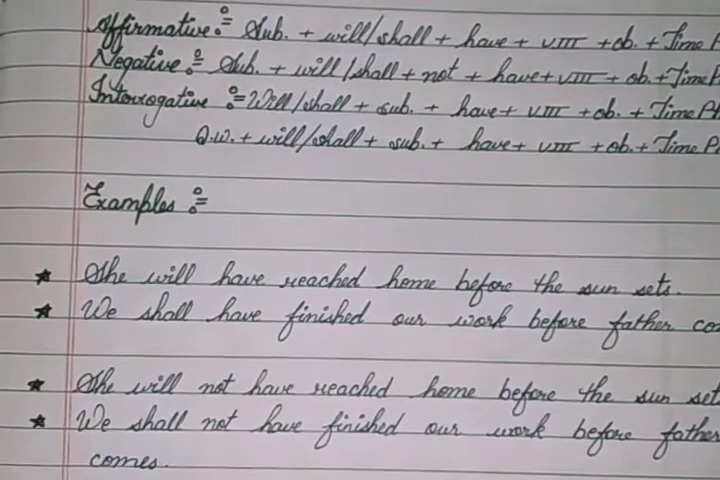 Affirmative := Sub. + will/shall + have + VIII + ob. + Time
Negative := Sub. + will/shall + not + have + VIII + ob. + Time
Interrogative := Will/shall + sub. + have + VIII + ob. + Time
Q.W. + will/shall + sub. + have + VIII + ob. + Time
Examples :=
★ She will have reached home before the sun sets.
★ We shall have finished our work before father
★ She will not have reached home before the sun
★ We shall not have finished our work before father
comes.